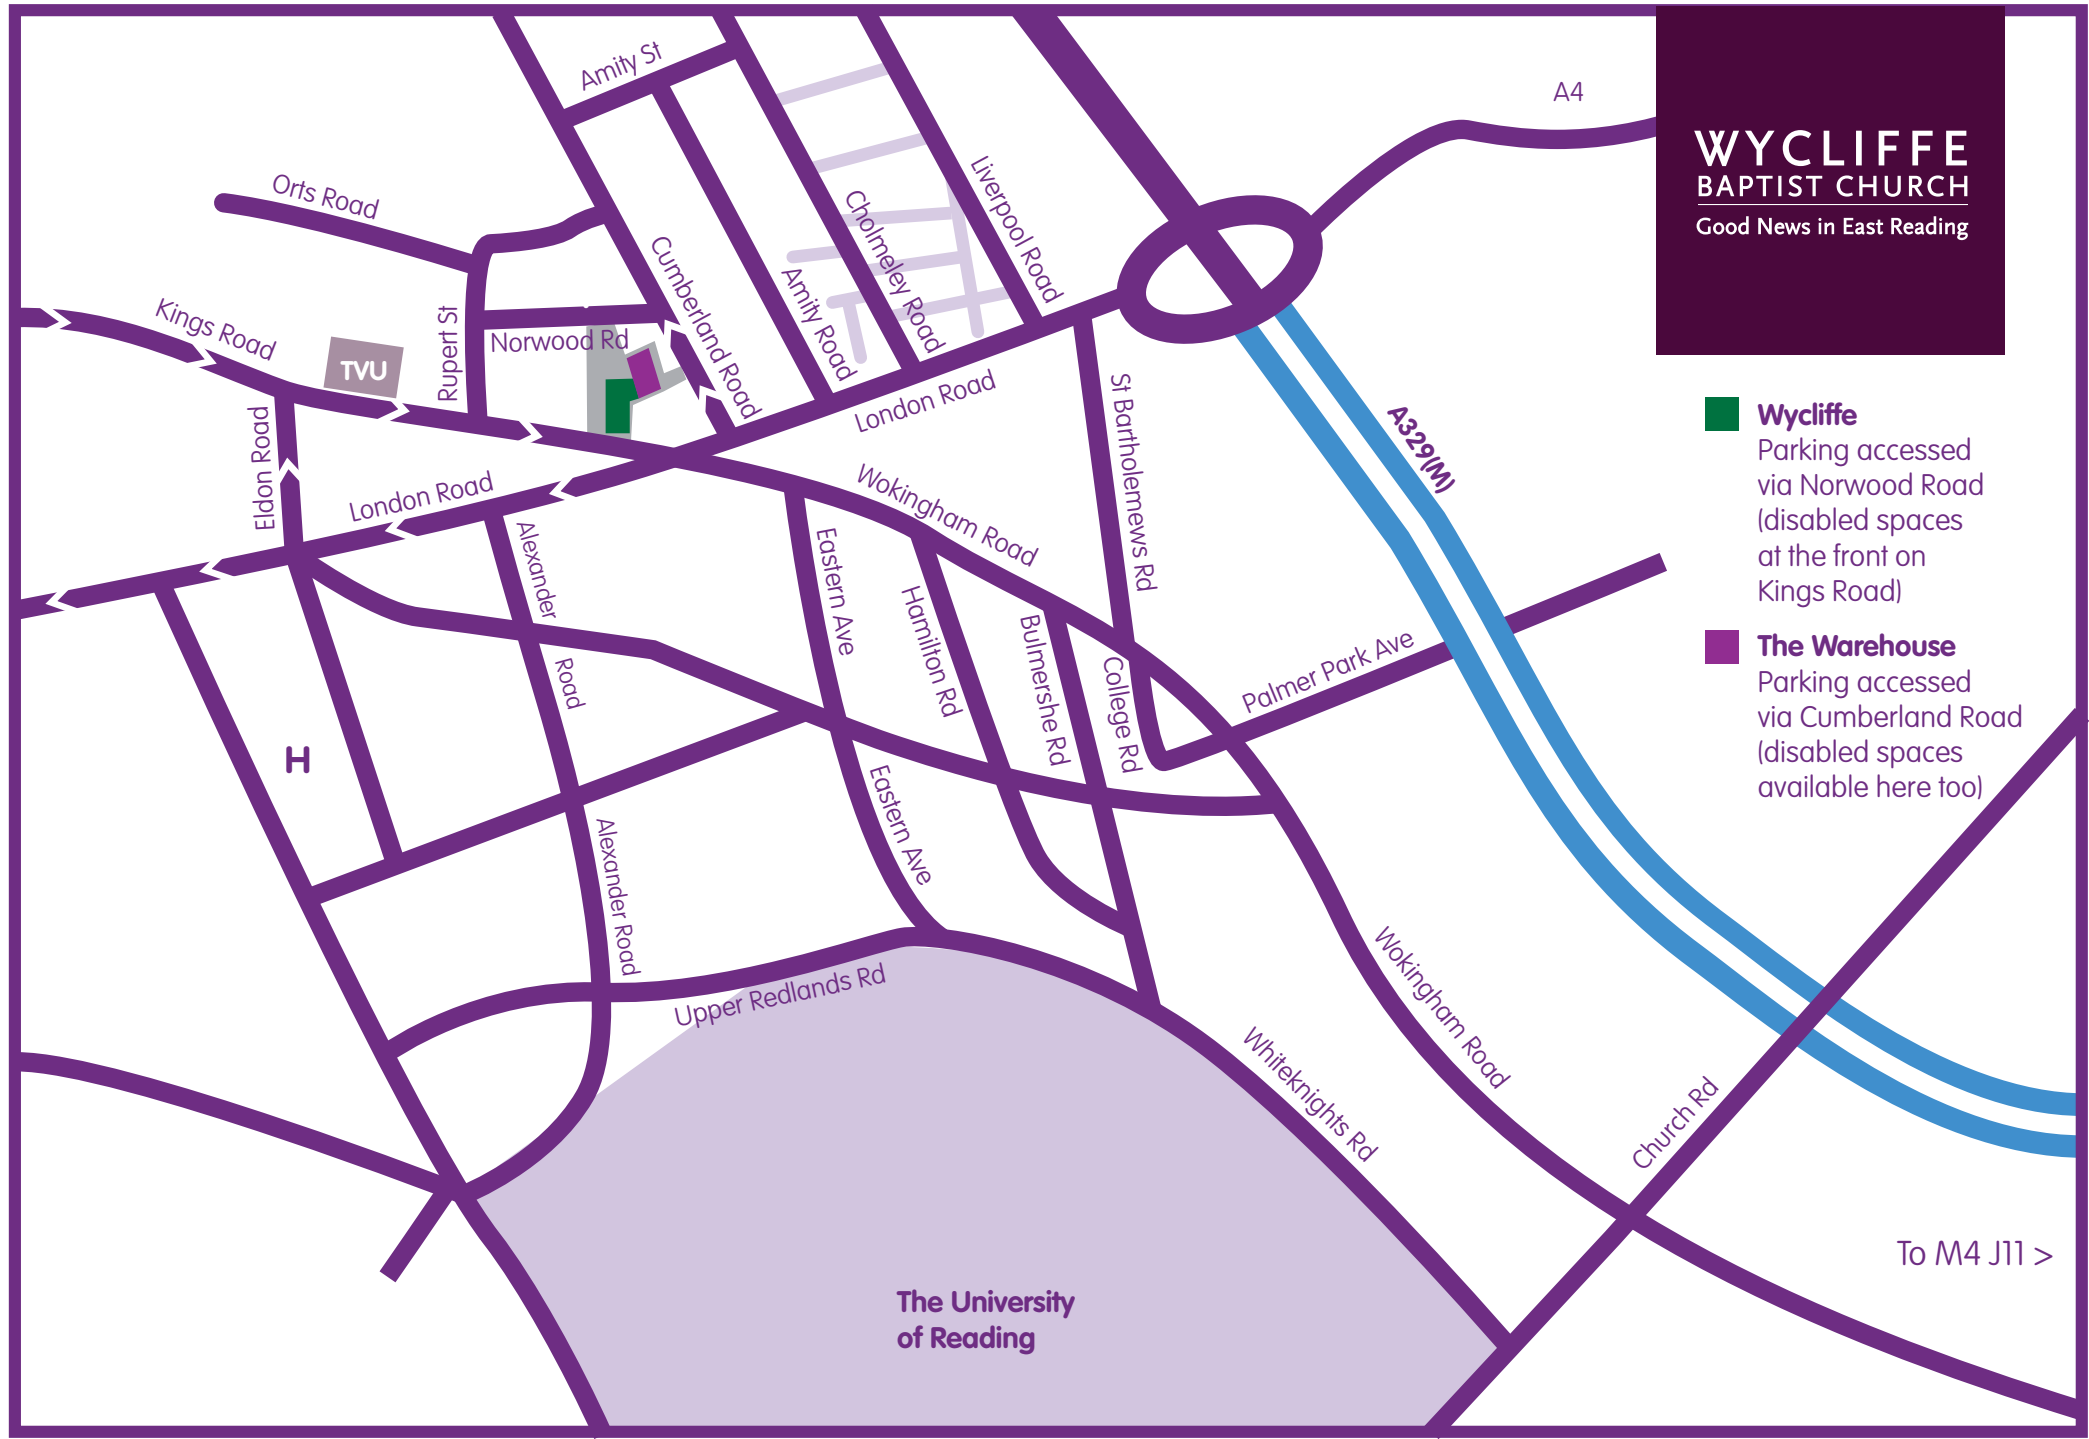 Amity St
A4
WYCLIFFE
BAPTIST CHURCH
Good News in East Reading
Orts Road
Liverpool Road
Cholmeley Road
Cumberland Road
Amity Road
Kings Road
TVU
Rupert St
Norwood Rd
London Road
St Bartholemews Rd
A329(M)
Wycliffe
Parking accessed
via Norwood Road
(disabled spaces
at the front on
Kings Road)
The Warehouse
Parking accessed
via Cumberland Road
(disabled spaces
available here too)
Eldon Road
London Road
Alexander
Road
Wokingham Road
Eastern Ave
Hamilton Rd
Bulmershe Rd
College Rd
Palmer Park Ave
H
Eastern Ave
Alexander Road
Upper Redlands Rd
Wokingham Road
Whiteknights Rd
Church Rd
To M4 J11 >
The University
of Reading